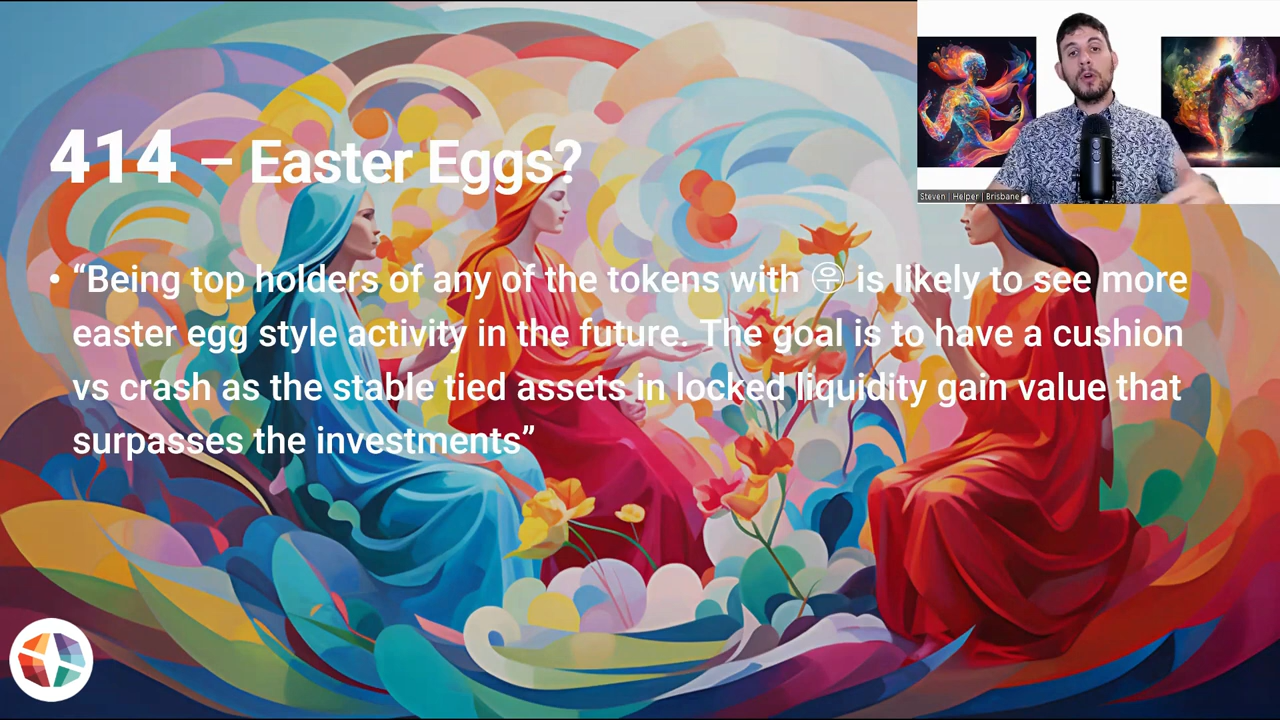 414 – Easter Eggs?
• “Being top holders of any of the tokens with ㉾ is likely to see more
easter egg style activity in the future. The goal is to have a cushion
vs crash as the stable tied assets in locked liquidity gain value that
surpasses the investments”
Steven | Helper | Brisbane